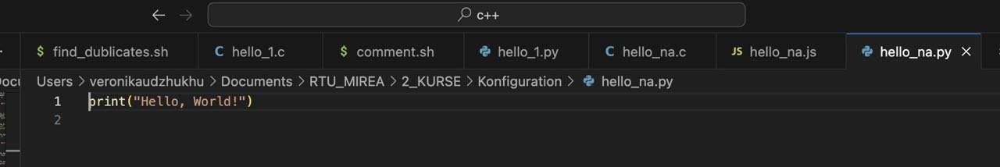 c++
$ find_dublicates.sh C hello_1.c $ comment.sh hello_1.py C hello_na.c JS hello_na.js hello_na.py
Users > veronikaudzhukhu > Documents > RTU_MIREA > 2_KURSE > Konfiguration > hello_na.py
1 print("Hello, World!")
2